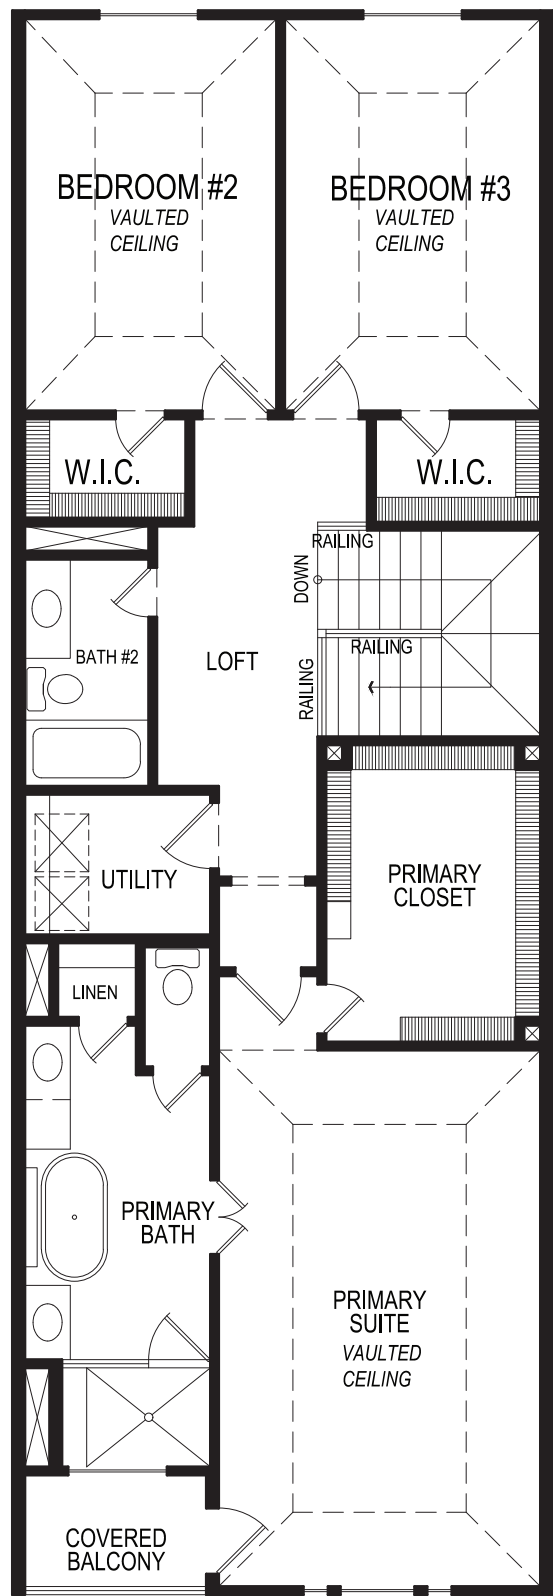 BEDROOM #2
VAULTED
CEILING
BEDROOM #3
VAULTED
CEILING
W.I.C.
W.I.C.
RAILING
DOWN
BATH #2
LOFT
RAILING
RAILING
UTILITY
PRIMARY
CLOSET
LINEN
PRIMARY
BATH
PRIMARY
SUITE
VAULTED
CEILING
COVERED
BALCONY